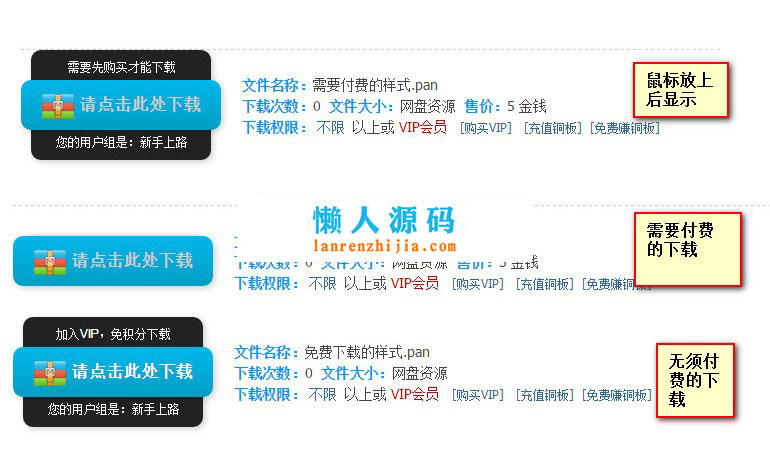 需要先购买才能下载
请点击此处下载
您的用户组是：新手上路
文件名称：需要付费的样式.pan
下载次数：0 文件大小：网盘资源 售价：5 金钱
下载权限： 不限 以上或 VIP会员 [购买VIP] [充值铜板] [免费赚铜板]
鼠标放上
后显示
懒人源码
lanrenzhijia.com
请点击此处下载
下载次数：0 文件大小：网盘资源 售价：5 金钱
下载权限： 不限 以上或 VIP会员 [购买VIP] [充值铜板] [免费赚铜板]
需要付费
的下载
加入VIP，免积分下载
请点击此处下载
您的用户组是：新手上路
文件名称：免费下载的样式.pan
下载次数：0 文件大小：网盘资源
下载权限： 不限 以上或 VIP会员 [购买VIP] [充值铜板] [免费赚铜板]
无须付
费的下
载